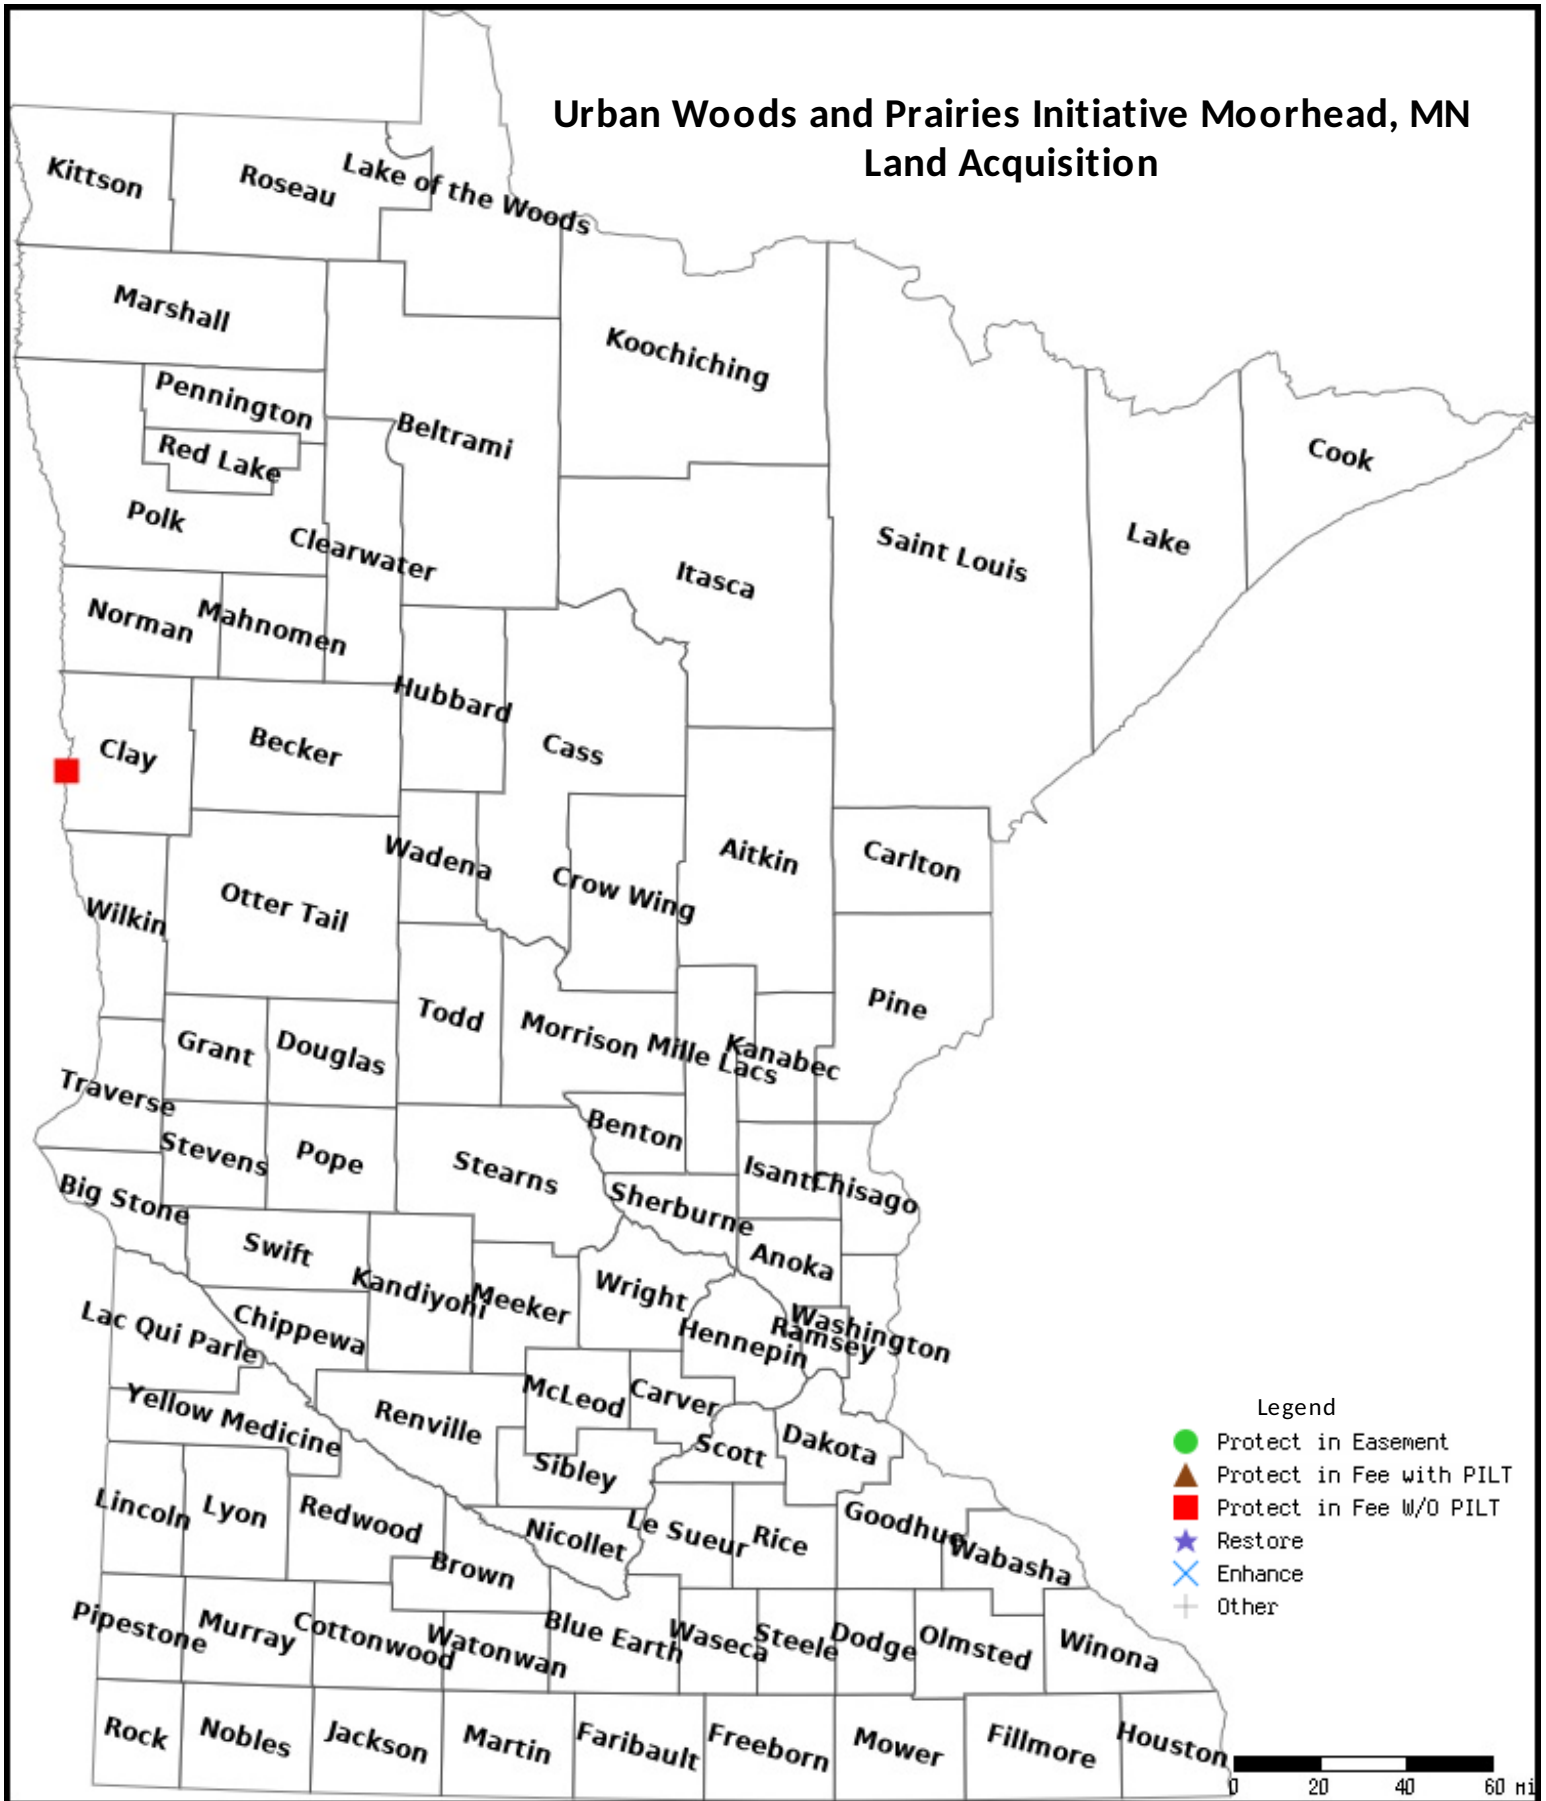 Urban Woods and Prairies Initiative Moorhead, MN
Land Acquisition
Kittson
Roseau
Lake of the Woods
Marshall
Koochiching
Pennington
Beltrami
Red Lake
Cook
Polk
Clearwater
Saint Louis
Lake
Itasca
Norman
Mahnomen
Hubbard
Clay
Becker
Cass
Wadena
Aitkin
Carlton
Otter Tail
Crow Wing
Wilkin
Todd
Morrison
Pine
Grant
Douglas
Mille Lacs
Kanabec
Traverse
Benton
Stevens
Pope
Stearns
Isanti
Chisago
Big Stone
Sherburne
Swift
Anoka
Kandiyohi
Meeker
Wright
Lac Qui Parle
Chippewa
Hennepin
Ramsey
Washington
McLeod
Carver
Yellow Medicine
Renville
Scott
Dakota
Sibley
Legend
Protect in Easement
Protect in Fee with PILT
Protect in Fee W/O PILT
Restore
Enhance
Other
Lincoln
Lyon
Redwood
Nicollet
Le Sueur
Rice
Goodhue
Wabasha
Brown
Pipestone
Murray
Cottonwood
Watonwan
Blue Earth
Waseca
Steele
Dodge
Olmsted
Winona
Rock
Nobles
Jackson
Martin
Faribault
Freeborn
Mower
Fillmore
Houston
0 20 40 60 mi